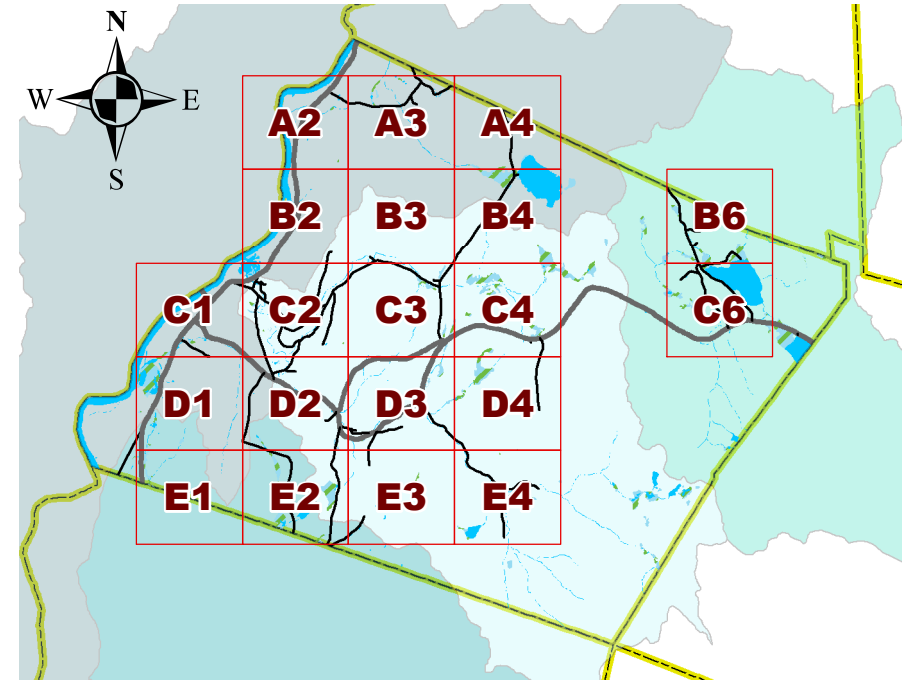 N
W E
S
A2 A3 A4
B2 B3 B4 B6
C1 C2 C3 C4 C6
D1 D2 D3 D4
E1 E2 E3 E4